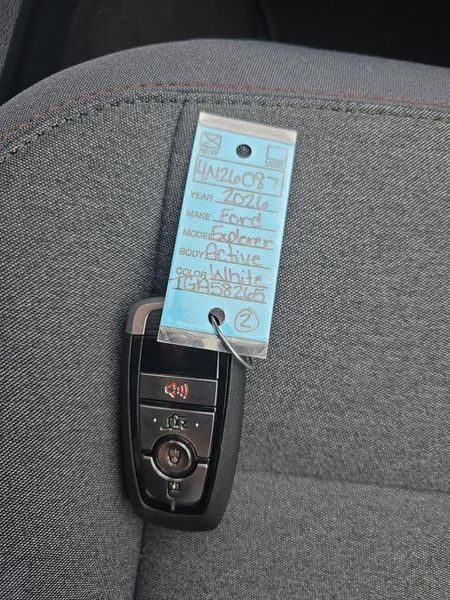 NEW
USED
4N26087
YEAR 2026
MAKE Ford
MODEL Explorer
BODY Active
COLOR White
TGA58265
2